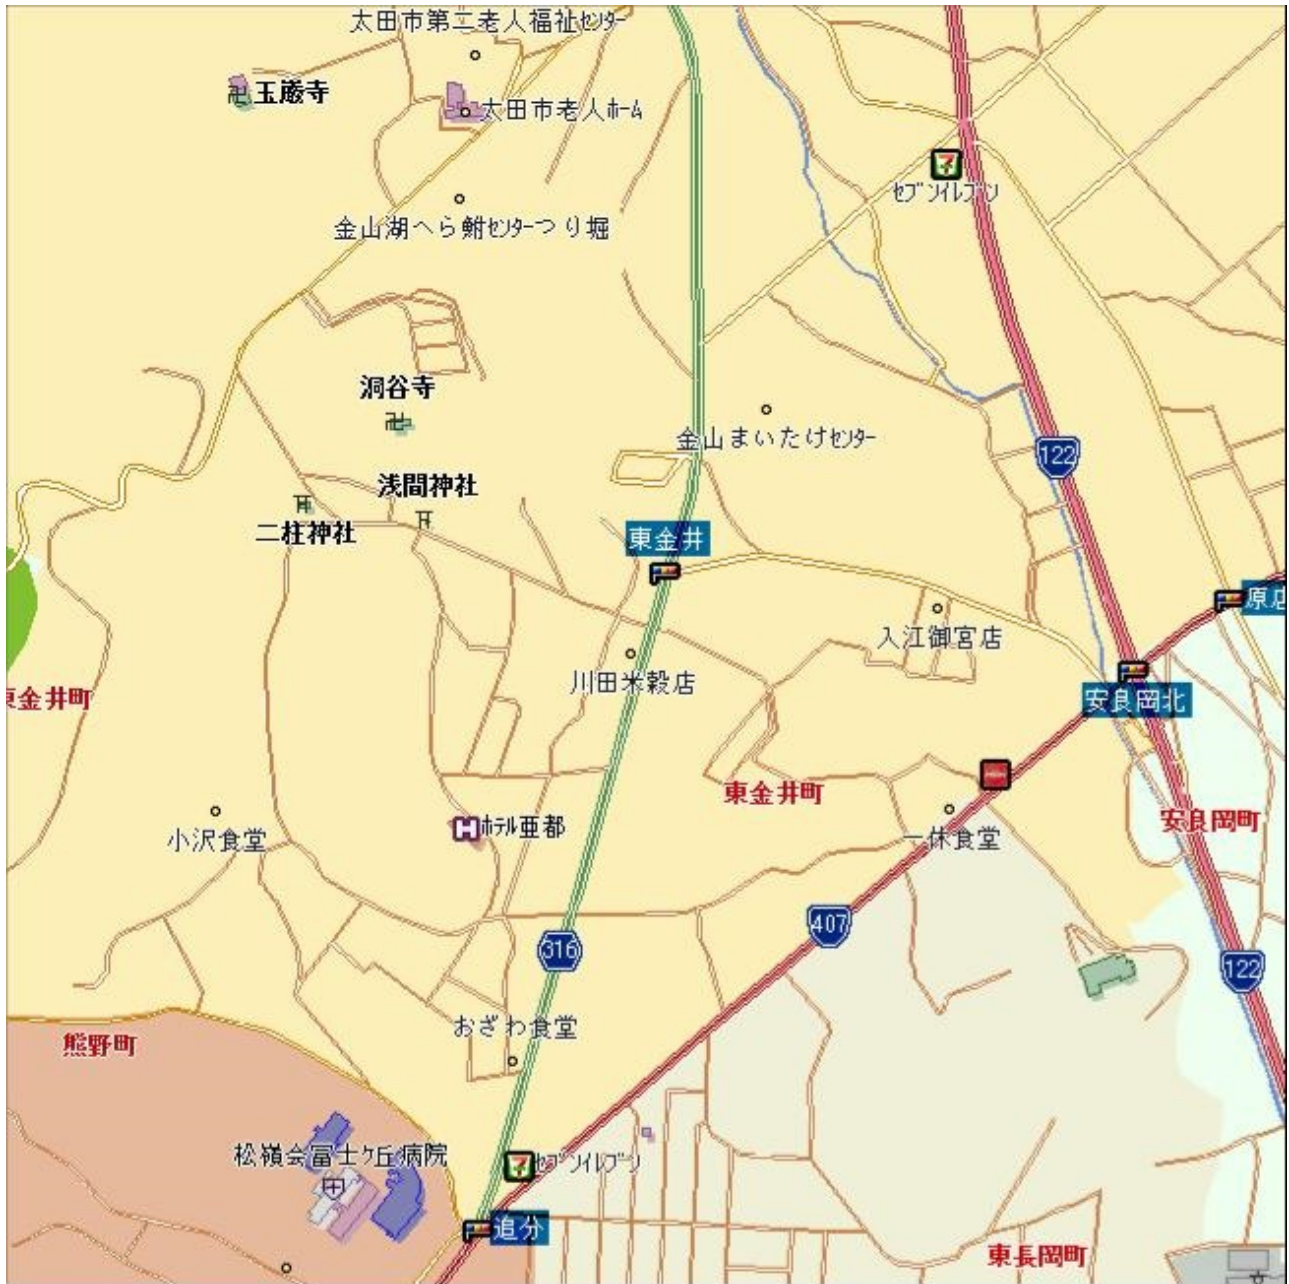 太田市第二老人福祉センター
玉巌寺
太田市老人ホーム
セブンイレブン
金山湖へら鮒センターつり堀
洞谷寺
金山まいたけセンター
122
浅間神社
二柱神社
東金井
原店
入江御宮店
川田米穀店
東金井町
安良岡北
東金井町
安良岡町
小沢食堂
ホテル亜都
一休食堂
407
316
122
おざわ食堂
熊野町
松嶺会冨士ケ丘病院
セブンイレブン
追分
東長岡町